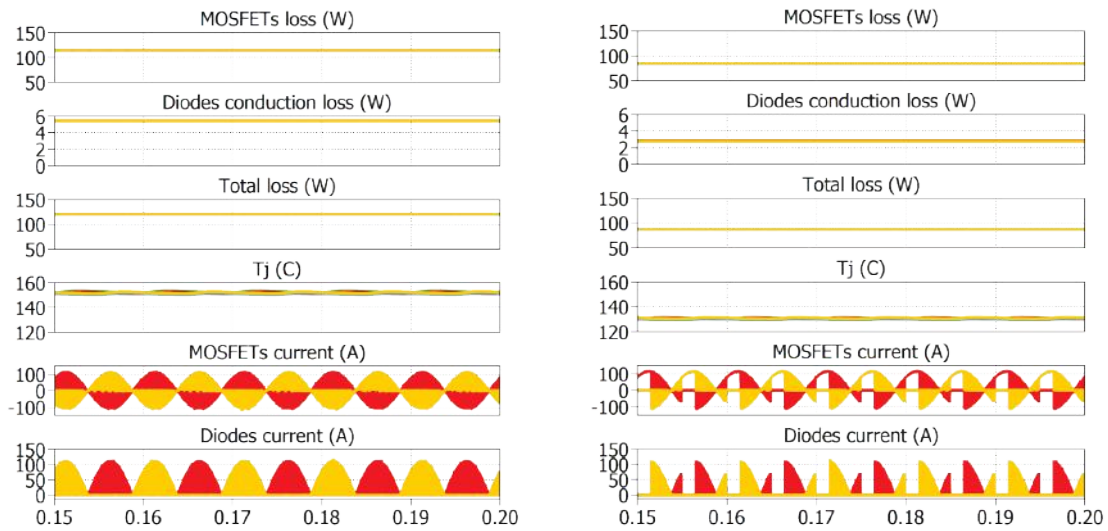 MOSFETs loss (W)
150
100
50
Diodes conduction loss (W)
6
4
2
0
Total loss (W)
150
100
50
Tj (C)
160
140
120
MOSFETs current (A)
100
0
-100
Diodes current (A)
150
100
50
0
0.15 0.16 0.17 0.18 0.19 0.20
MOSFETs loss (W)
150
100
50
Diodes conduction loss (W)
6
4
2
0
Total loss (W)
150
100
50
Tj (C)
160
140
120
MOSFETs current (A)
100
0
-100
Diodes current (A)
150
100
50
0
0.15 0.16 0.17 0.18 0.19 0.20